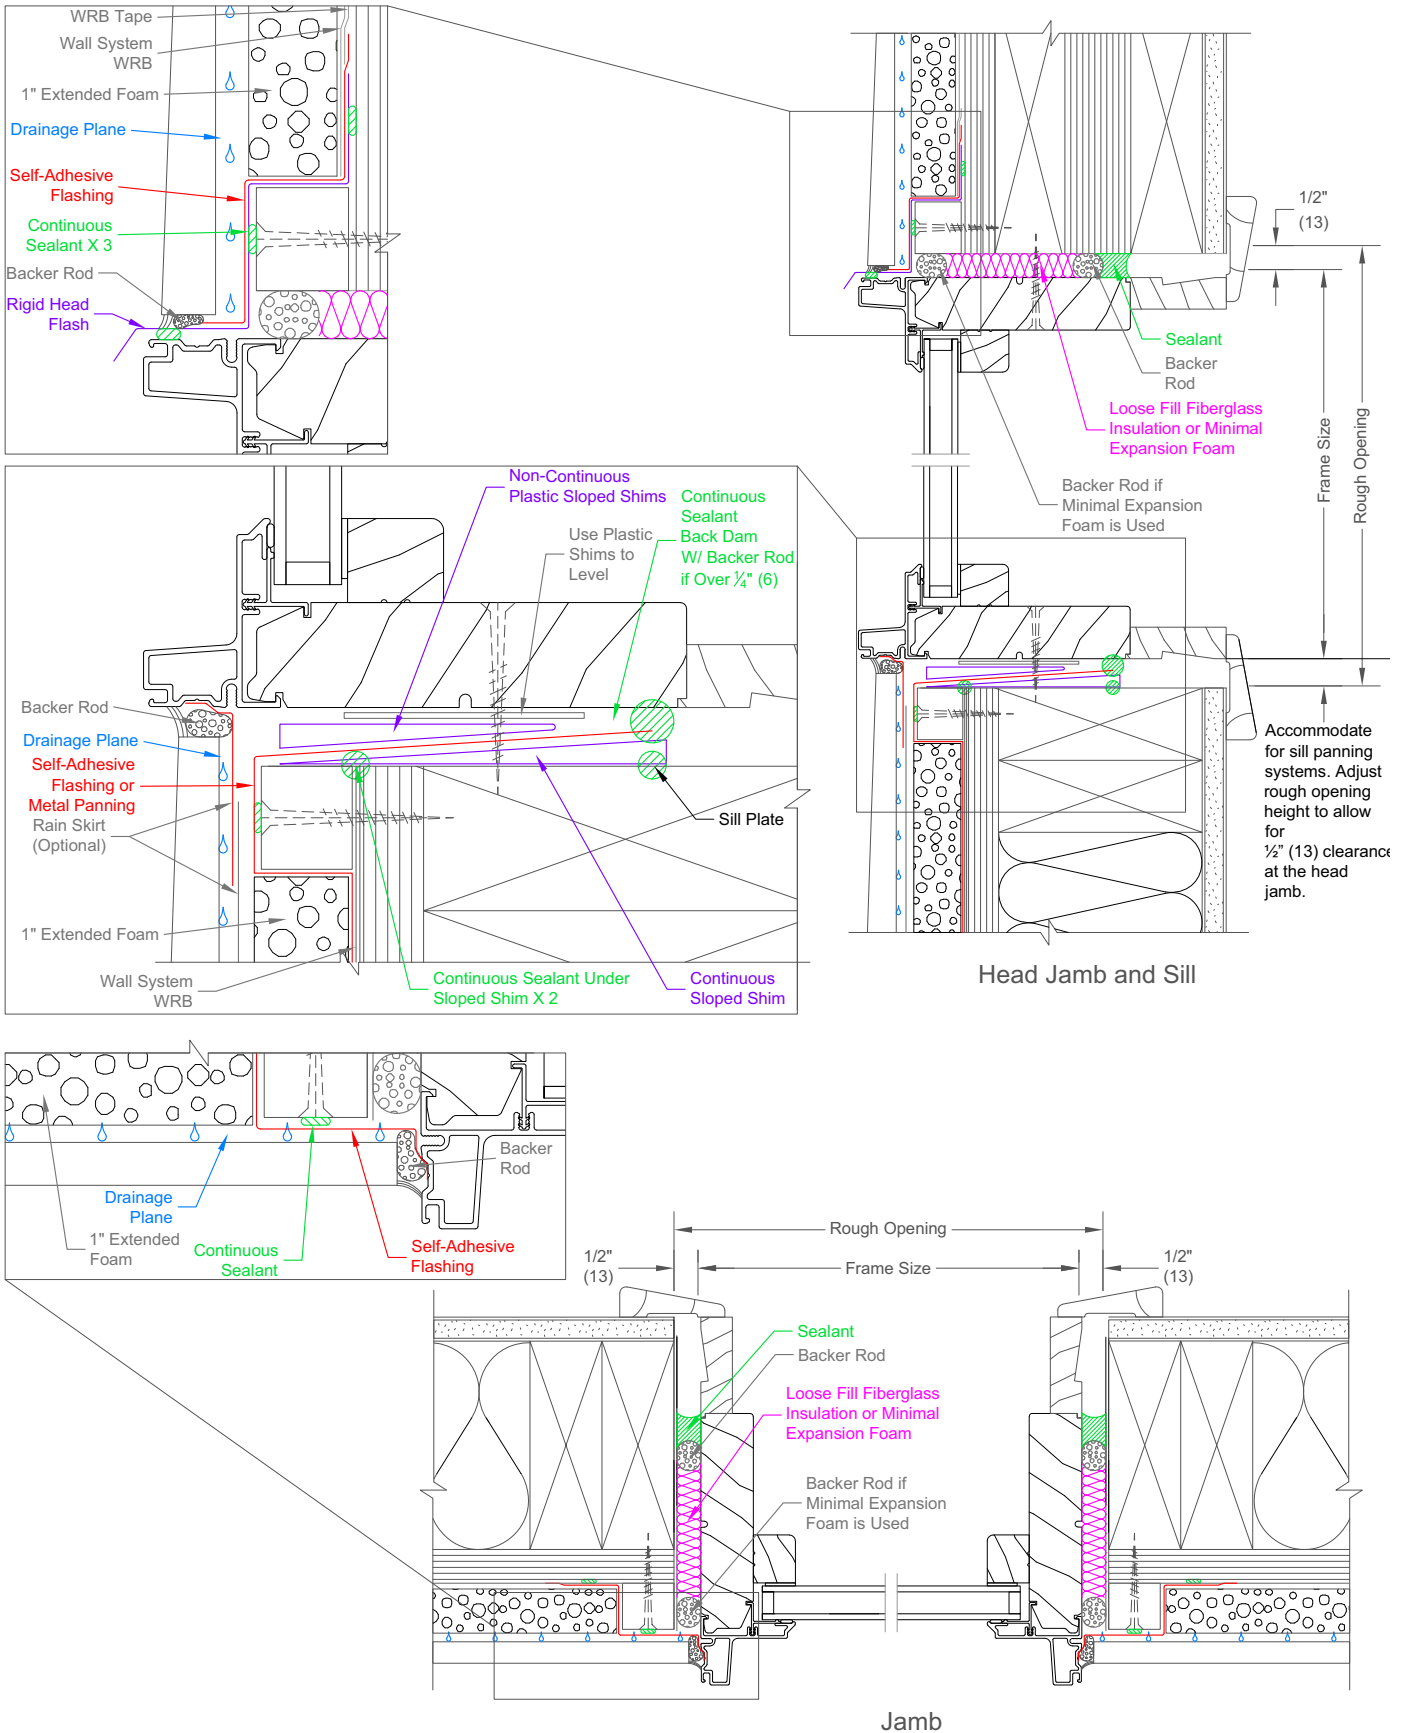 WRB Tape
Wall System
WRB
1" Extended Foam
Drainage Plane
Self-Adhesive
Flashing
Continuous
Sealant X 3
Backer Rod
Rigid Head
Flash
1/2"
(13)
Sealant
Backer
Rod
Loose Fill Fiberglass
Insulation or Minimal
Expansion Foam
Backer Rod if
Minimal Expansion
Foam is Used
Frame Size
Rough Opening
Accommodate
for sill panning
systems. Adjust
rough opening
height to allow
for
½" (13) clearance
at the head
jamb.
Head Jamb and Sill
Non-Continuous
Plastic Sloped Shims
Use Plastic
Shims to
Level
Continuous
Sealant
Back Dam
W/ Backer Rod
if Over ¼" (6)
Backer Rod
Drainage Plane
Self-Adhesive
Flashing or
Metal Panning
Rain Skirt
(Optional)
1" Extended Foam
Wall System
WRB
Sill Plate
Continuous Sealant Under
Sloped Shim X 2
Continuous
Sloped Shim
Backer
Rod
Drainage
Plane
1" Extended
Foam
Continuous
Sealant
Self-Adhesive
Flashing
Rough Opening
1/2"
(13)
Frame Size
1/2"
(13)
Sealant
Backer Rod
Loose Fill Fiberglass
Insulation or Minimal
Expansion Foam
Backer Rod if
Minimal Expansion
Foam is Used
Jamb